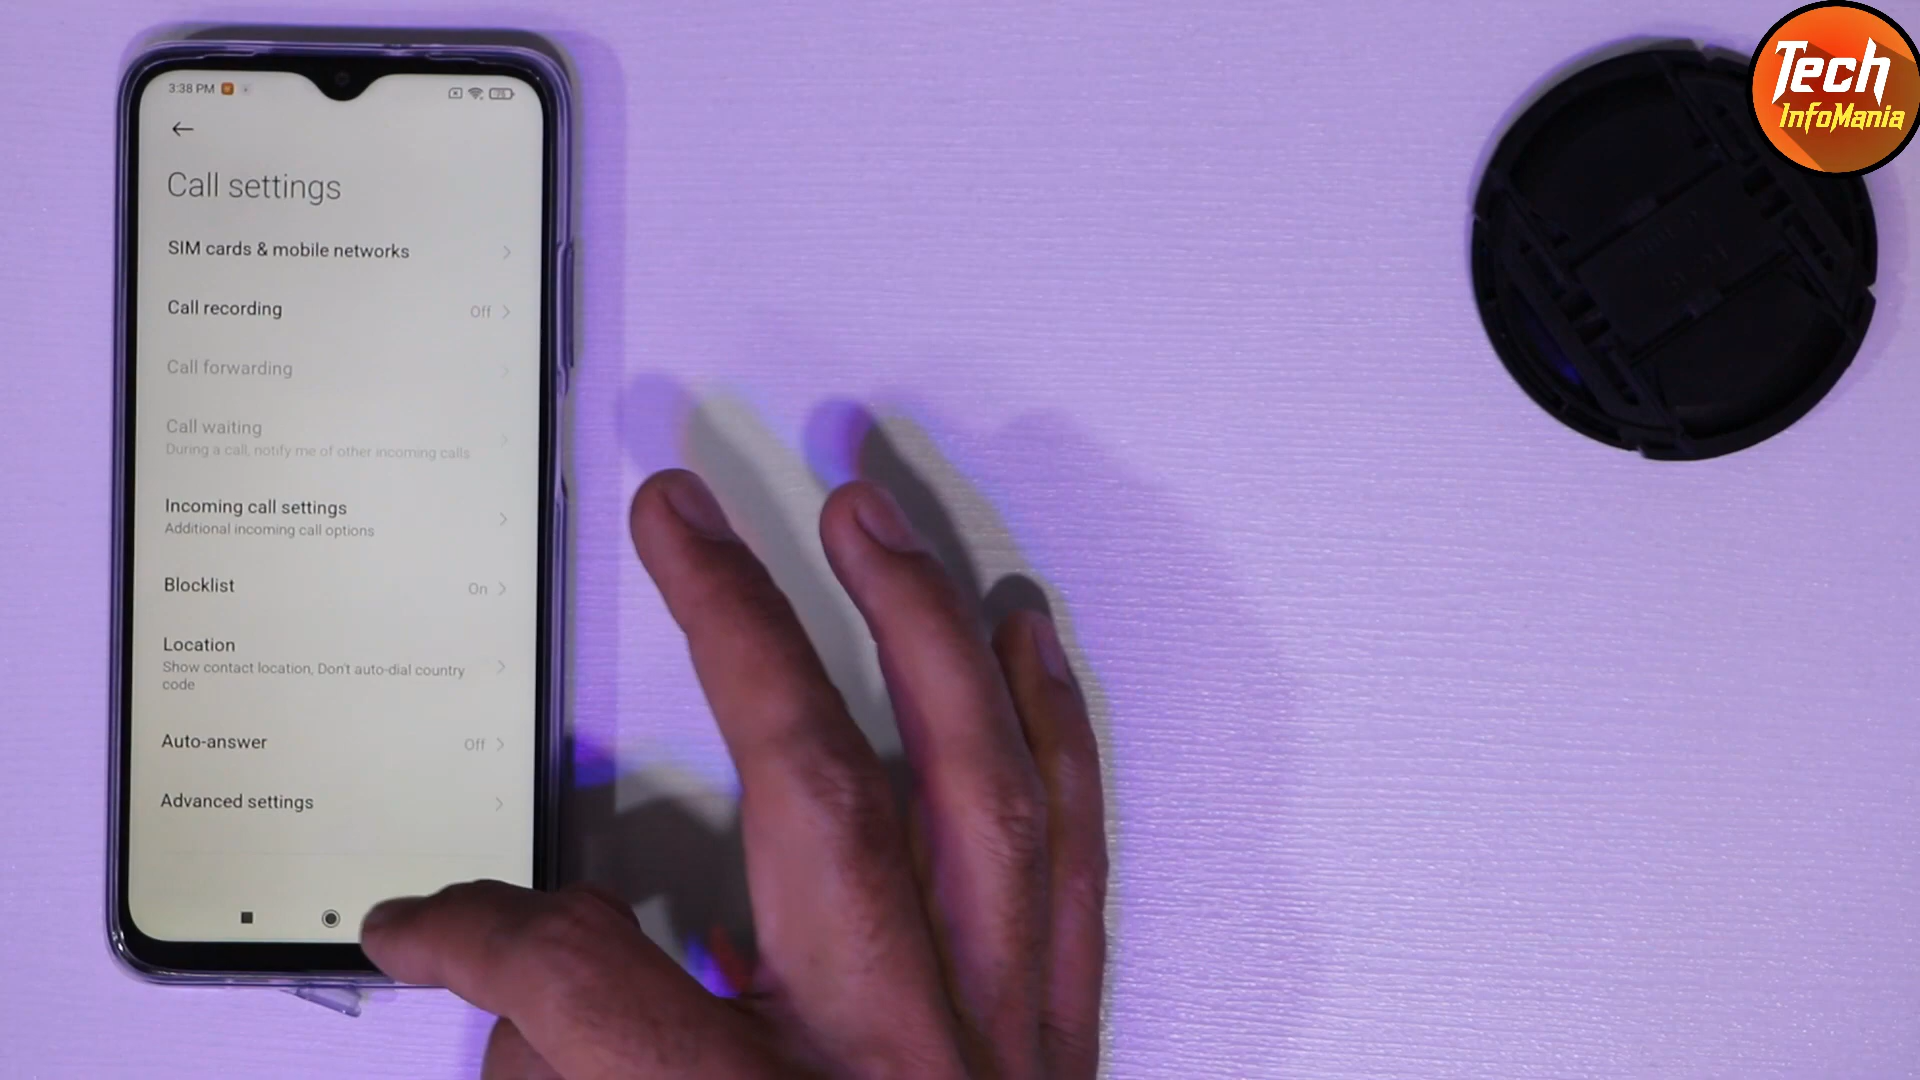 Tech
InfoMania
3:38 PM
Call settings
SIM cards & mobile networks
Call recording
Off
Call forwarding
Call waiting
During a call, notify me of other incoming calls
Incoming call settings
Additional incoming call options
Blocklist
On
Location
Show contact location, Don't auto-dial country
code
Auto-answer
Off
Advanced settings